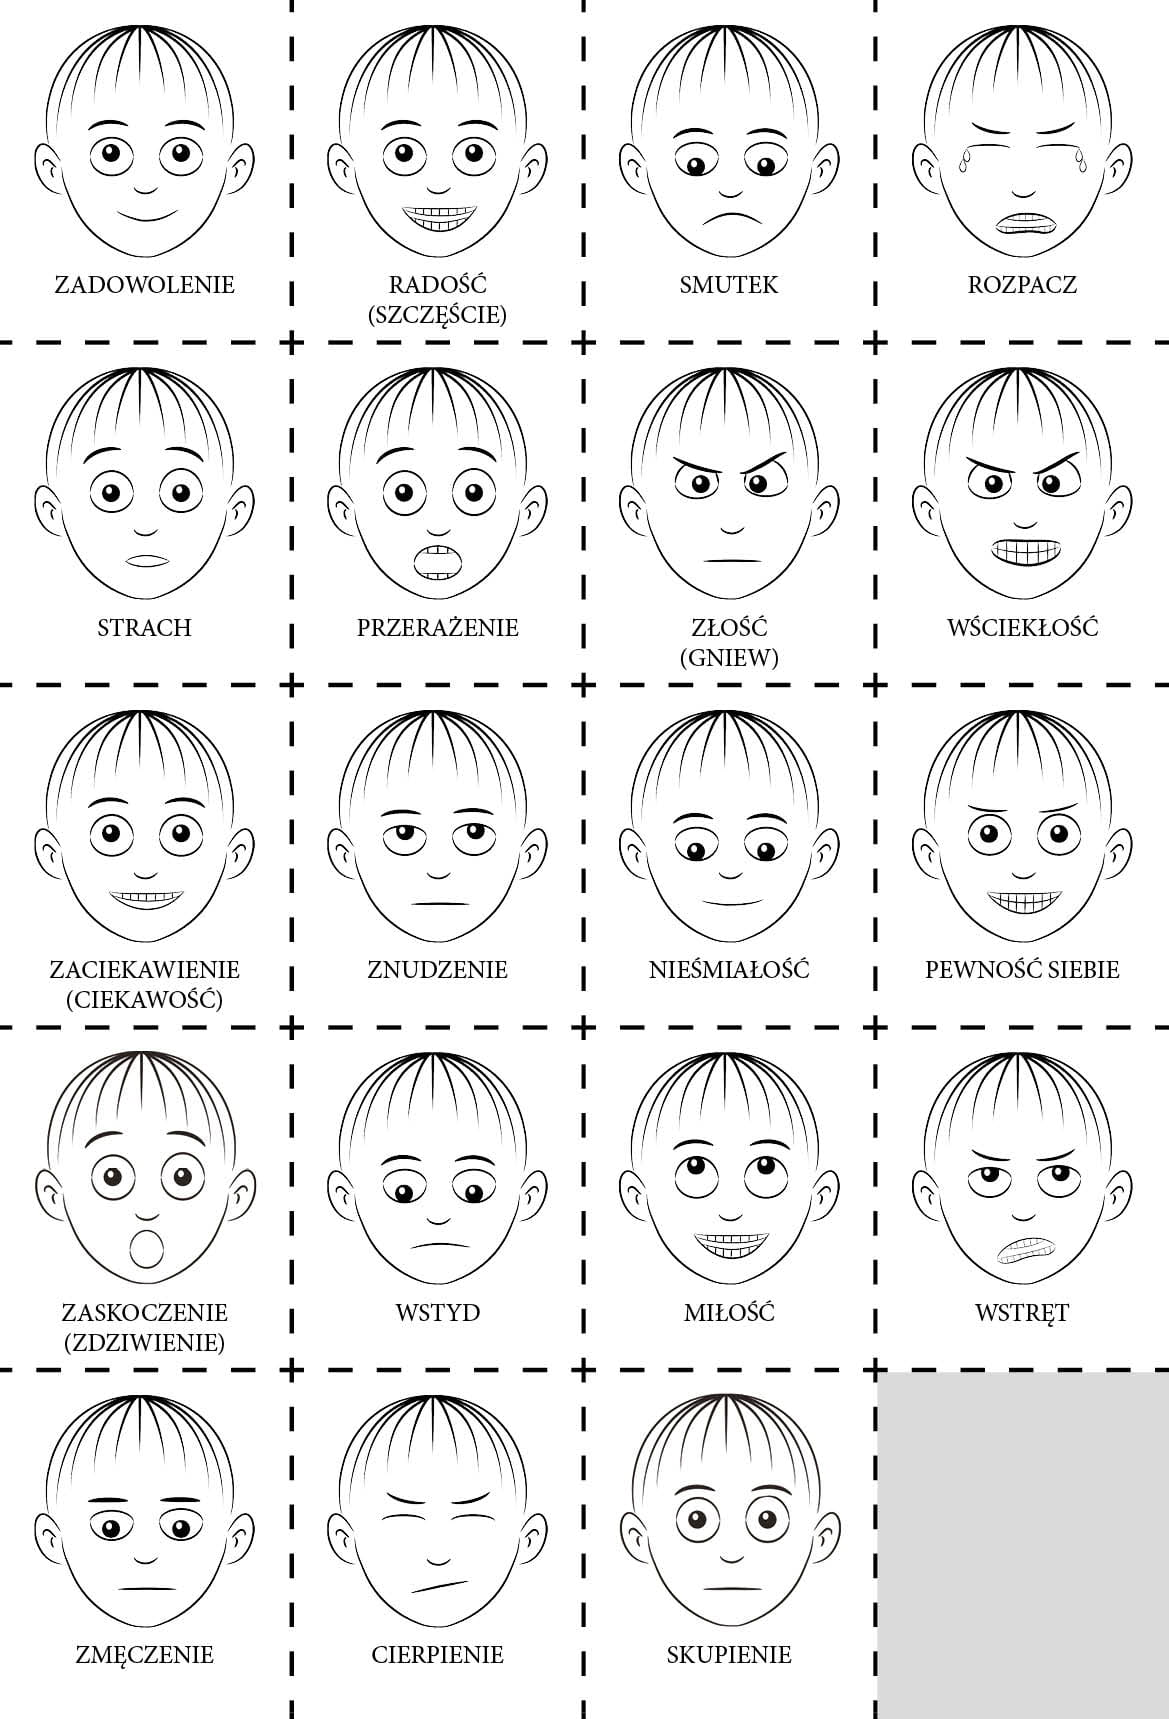 ZADOWOLENIE
RADOŚĆ
(SZCZĘŚCIE)
SMUTEK
ROZPACZ
STRACH
PRZERAŻENIE
ZŁOŚĆ
(GNIEW)
WŚCIEKŁOŚĆ
ZACIEKAWIENIE
(CIEKAWOŚĆ)
ZNUDZENIE
NIEŚMIAŁOŚĆ
PEWNOŚĆ SIEBIE
ZASKOCZENIE
(ZDZIWIENIE)
WSTYD
MIŁOŚĆ
WSTRĘT
ZMĘCZENIE
CIERPIENIE
SKUPIENIE